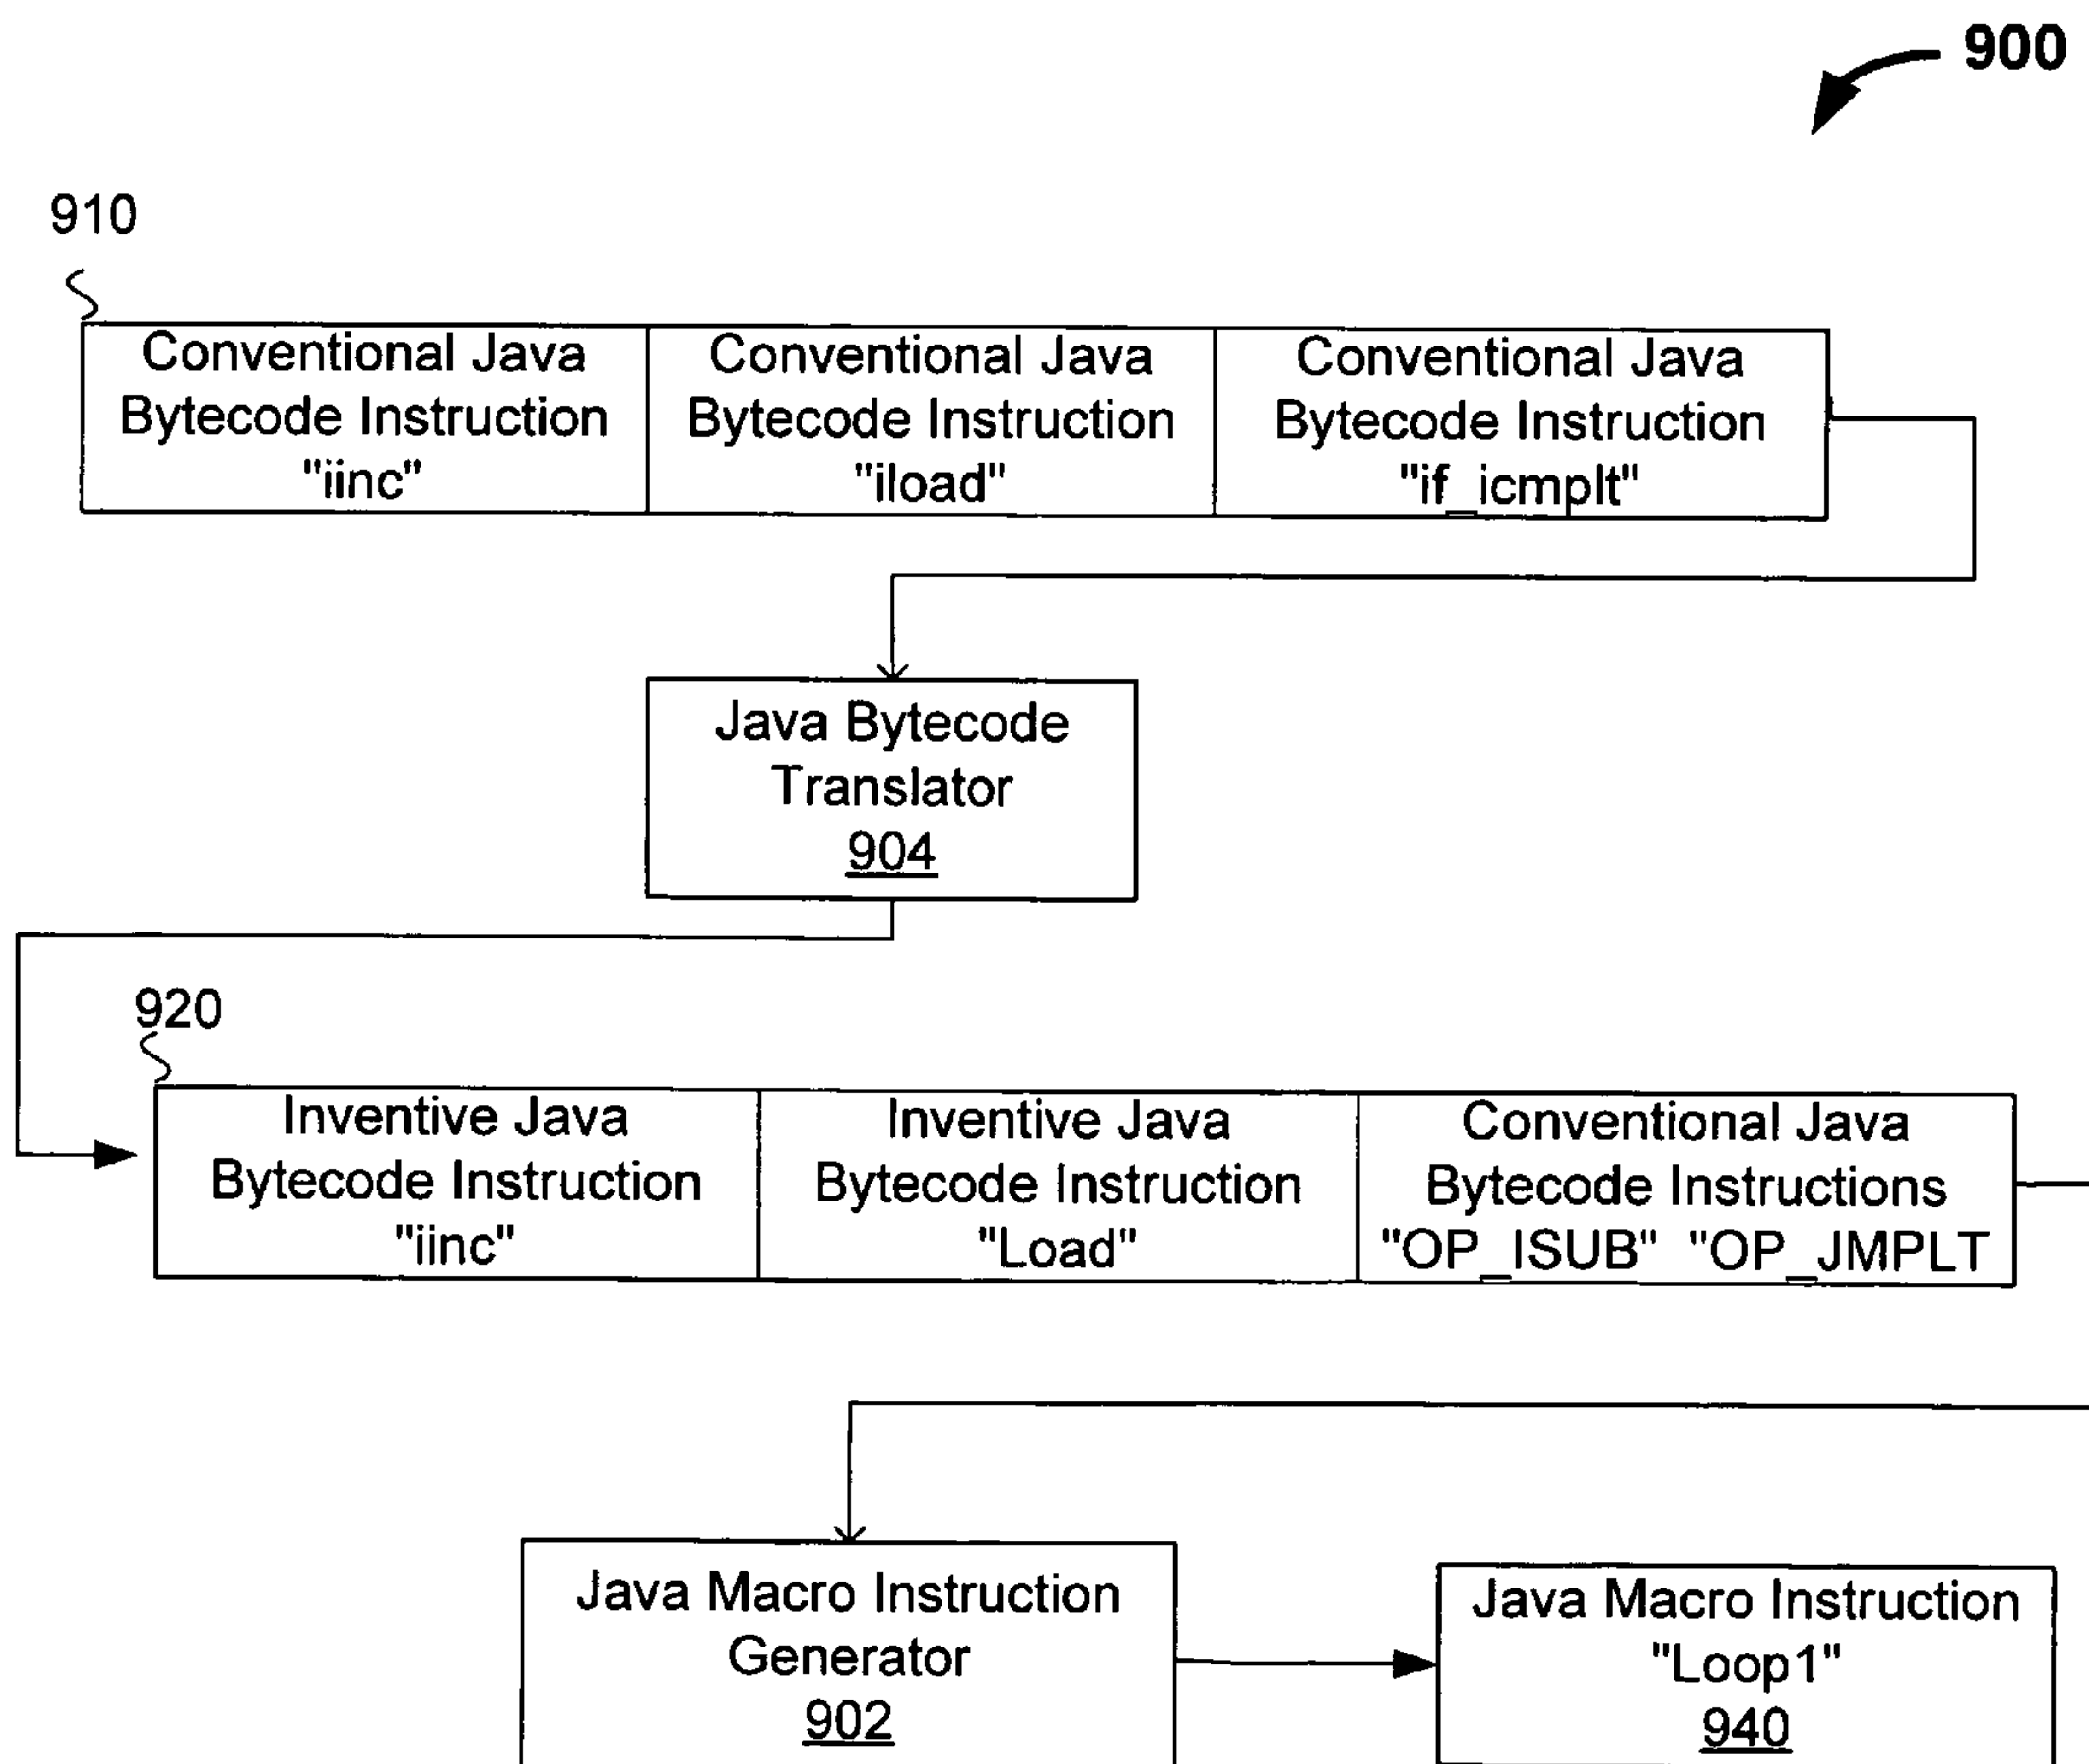 900
910
Conventional Java
Bytecode Instruction
"iinc"
Conventional Java
Bytecode Instruction
"iload"
Conventional Java
Bytecode Instruction
"if_icmplt"
Java Bytecode
Translator
904
920
Inventive Java
Bytecode Instruction
"iinc"
Inventive Java
Bytecode Instruction
"Load"
Conventional Java
Bytecode Instructions
"OP_ISUB" "OP_JMPLT
Java Macro Instruction
Generator
902
Java Macro Instruction
"Loop1"
940